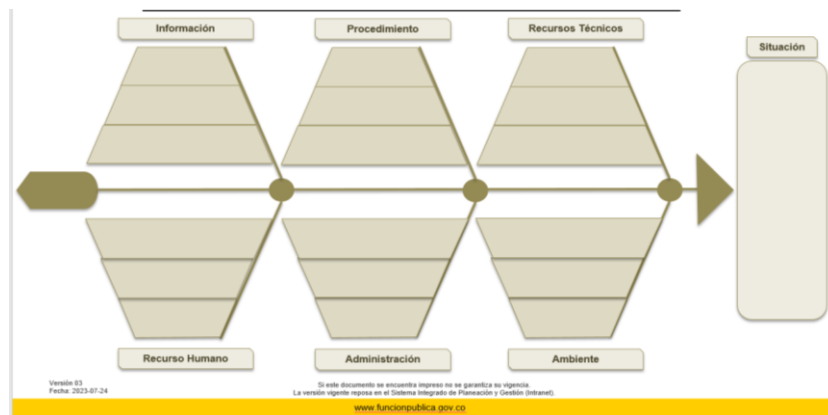 Información
Procedimiento
Recursos Técnicos
Situación
Recurso Humano
Administración
Ambiente
Versión 03
Fecha: 2023-07-24
Si este documento se encuentra impreso no se garantiza su vigencia.
La versión vigente reposa en el Sistema Integrado de Planeación y Gestión (Intranet).
www.funcionpublica.gov.co